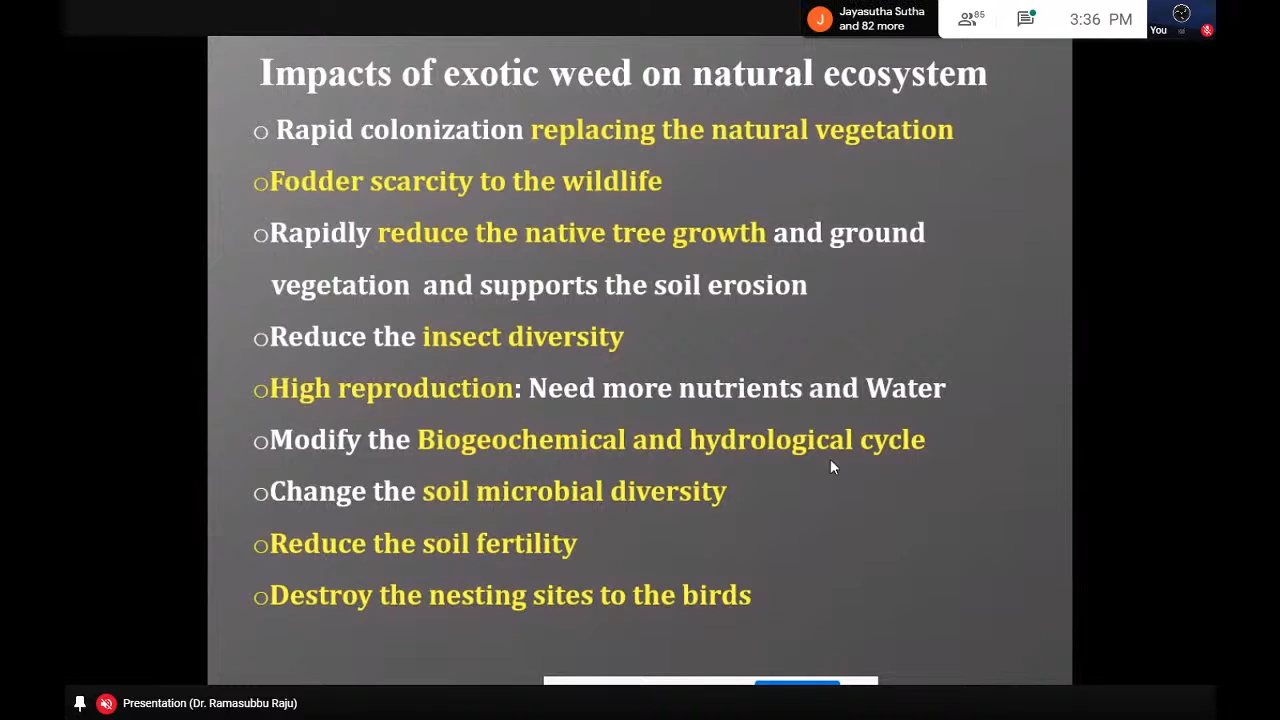 Jayasutha Sutha
and 82 more
J
85
3:36 PM
You
Impacts of exotic weed on natural ecosystem
○ Rapid colonization replacing the natural vegetation
○Fodder scarcity to the wildlife
○Rapidly reduce the native tree growth and ground
vegetation and supports the soil erosion
○Reduce the insect diversity
○High reproduction: Need more nutrients and Water
○Modify the Biogeochemical and hydrological cycle
○Change the soil microbial diversity
○Reduce the soil fertility
○Destroy the nesting sites to the birds
Presentation (Dr. Ramasubbu Raju)